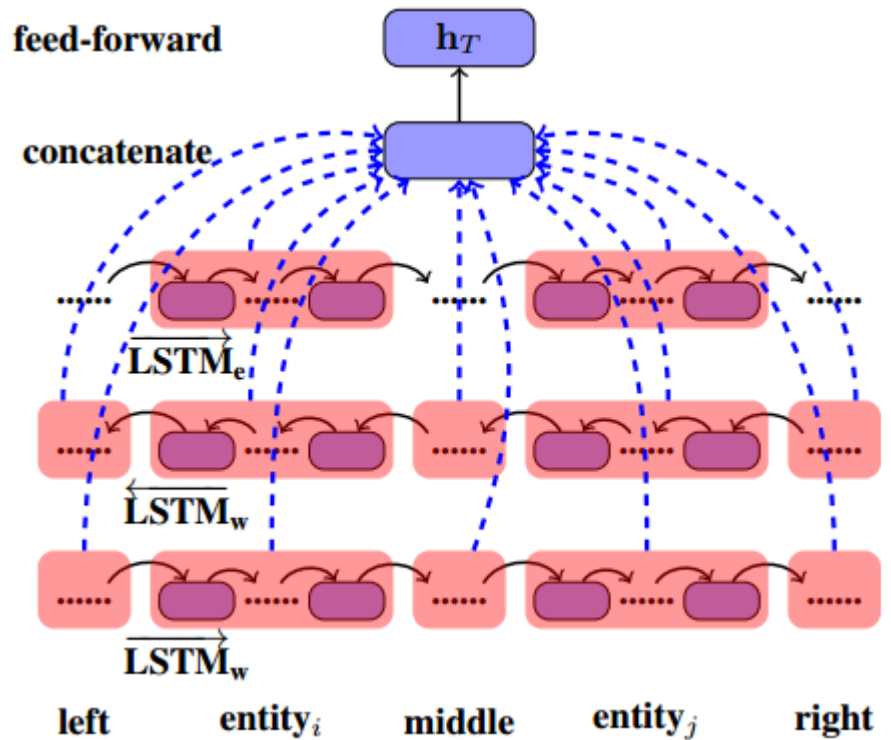 feed-forward
h_T
concatenate
...... ...... ...... ...... ......
LSTM_e
...... ...... ...... ...... ......
LSTM_w
...... ...... ...... ...... ......
LSTM_w
left entity_i middle entity_j right